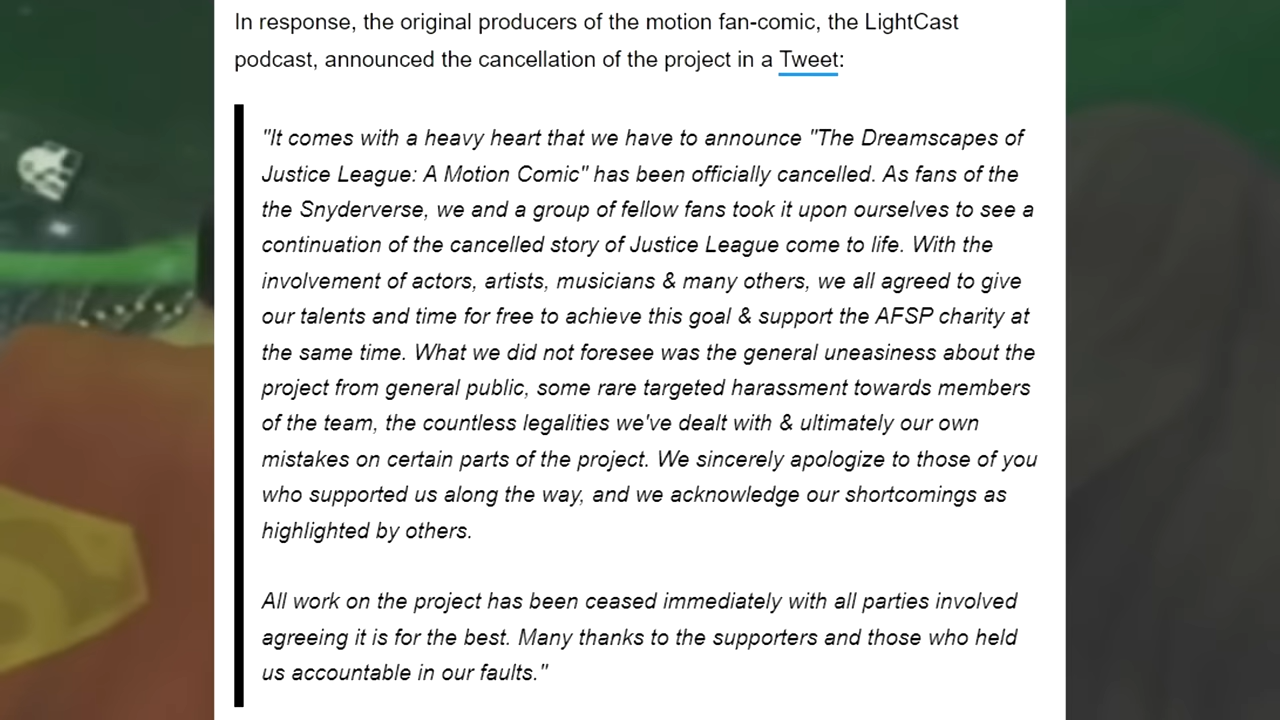 In response, the original producers of the motion fan-comic, the LightCast
podcast, announced the cancellation of the project in a Tweet:
"It comes with a heavy heart that we have to announce "The Dreamscapes of
Justice League: A Motion Comic" has been officially cancelled. As fans of the
the Snyderverse, we and a group of fellow fans took it upon ourselves to see a
continuation of the cancelled story of Justice League come to life. With the
involvement of actors, artists, musicians & many others, we all agreed to give
our talents and time for free to achieve this goal & support the AFSP charity at
the same time. What we did not foresee was the general uneasiness about the
project from general public, some rare targeted harassment towards members
of the team, the countless legalities we've dealt with & ultimately our own
mistakes on certain parts of the project. We sincerely apologize to those of you
who supported us along the way, and we acknowledge our shortcomings as
highlighted by others.
All work on the project has been ceased immediately with all parties involved
agreeing it is for the best. Many thanks to the supporters and those who held
us accountable in our faults."